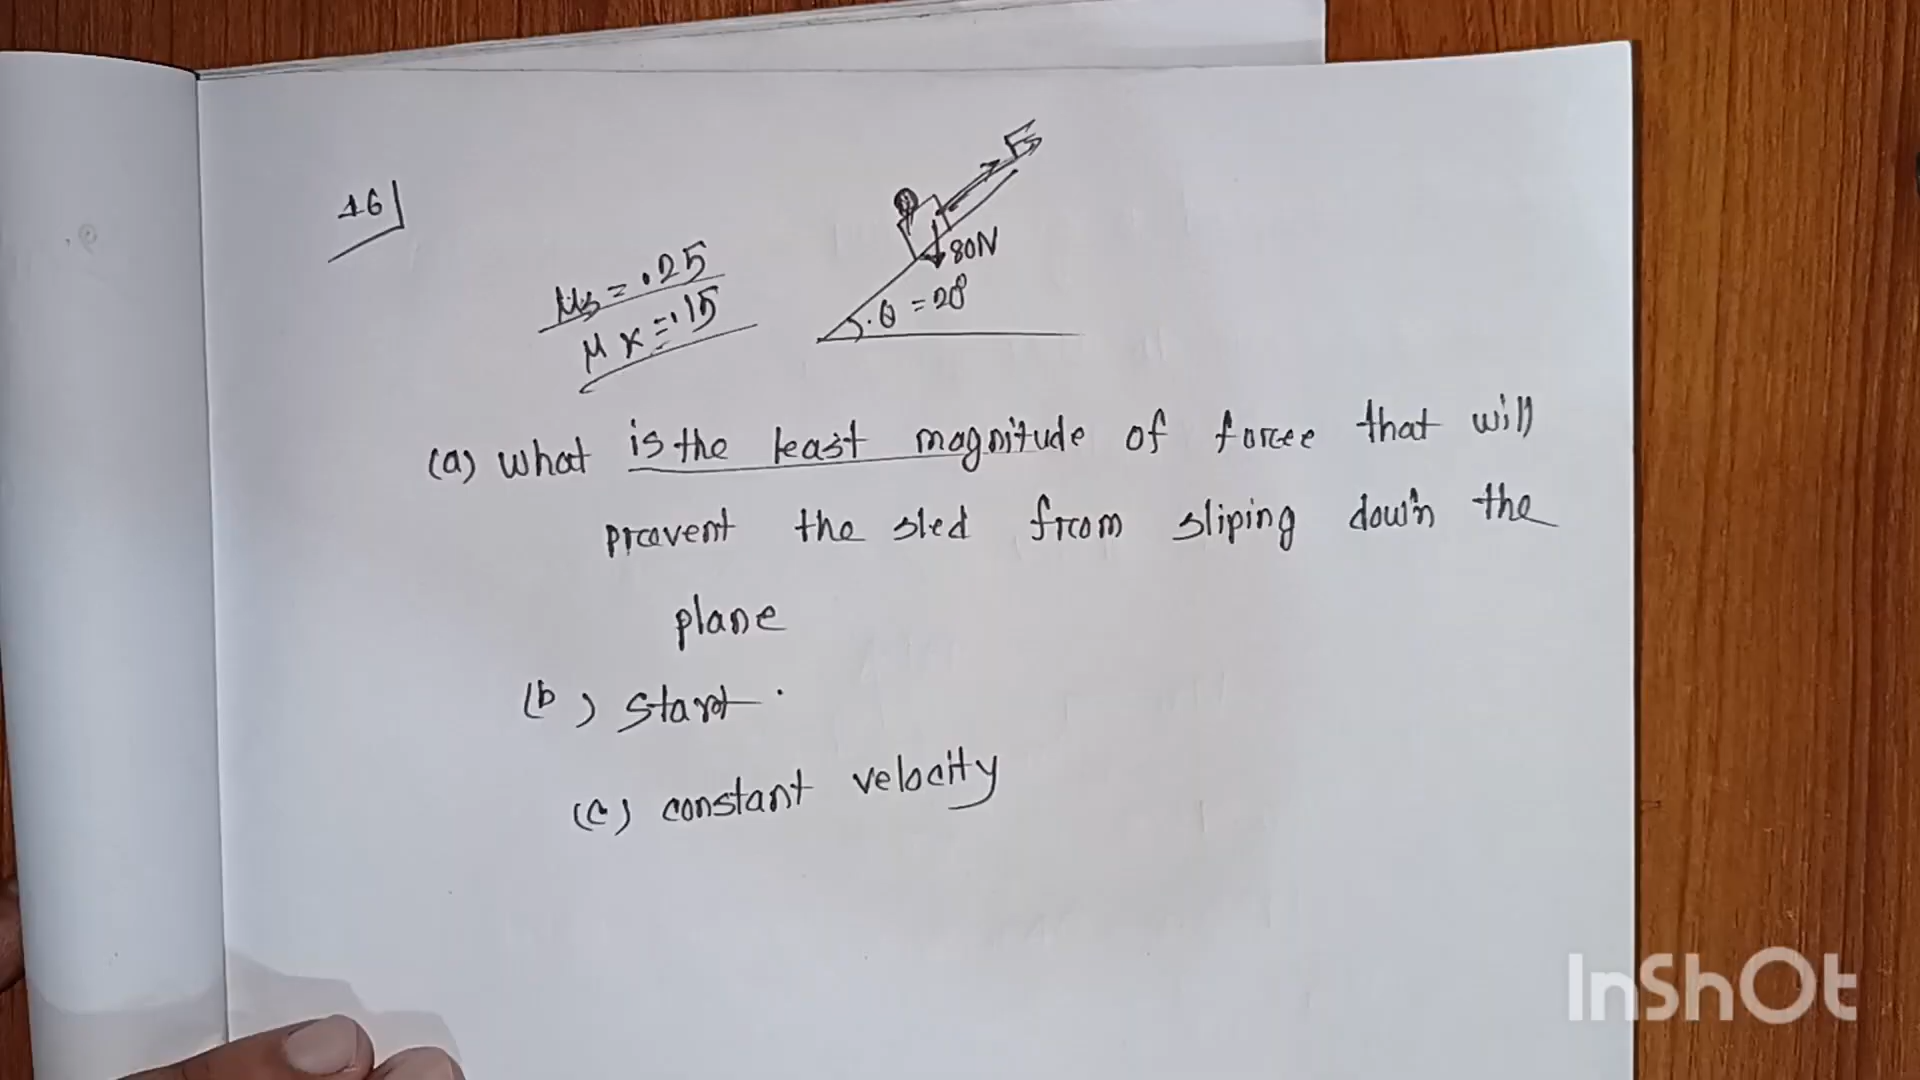 16
F
80N
μs = .25
μk = .15
θ = 20°
(a) what is the least magnitude of force that will
prevent the sled from sliping down the
plane
(b) start
(c) constant velocity
InShOt